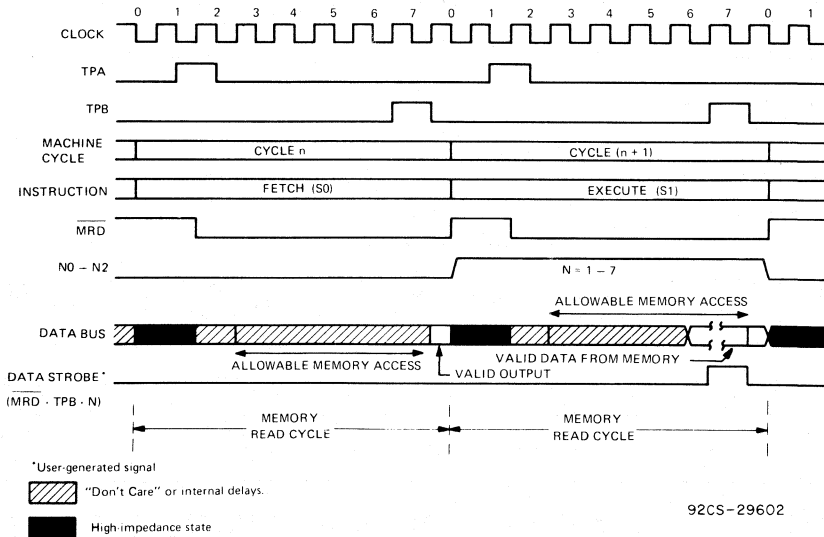 0 1 2 3 4 5 6 7 0 1 2 3 4 5 6 7 0 1
CLOCK
TPA
TPB
MACHINE
CYCLE
CYCLE n
CYCLE (n + 1)
INSTRUCTION
FETCH (S0)
EXECUTE (S1)
MRD
N0 – N2
N = 1 – 7
ALLOWABLE MEMORY ACCESS
DATA BUS
ALLOWABLE MEMORY ACCESS
VALID DATA FROM MEMORY
VALID OUTPUT
DATA STROBE*
(MRD · TPB · N)
MEMORY
READ CYCLE
MEMORY
READ CYCLE
*User-generated signal
"Don't Care" or internal delays.
High-impedance state
92CS-29602